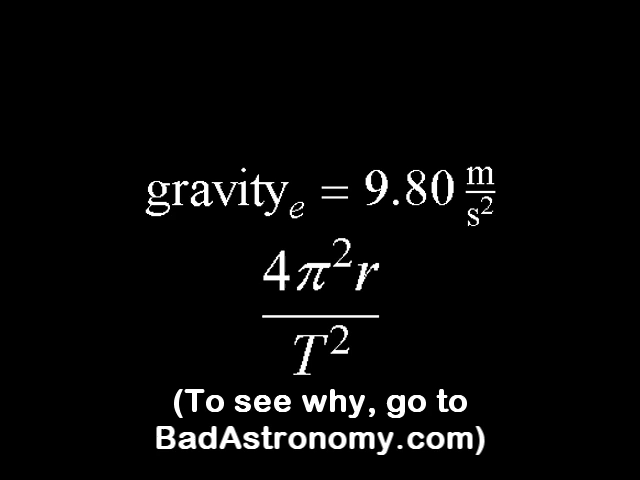 gravity_e = 9.80 m/s²
4π²r
T²
(To see why, go to
BadAstronomy.com)